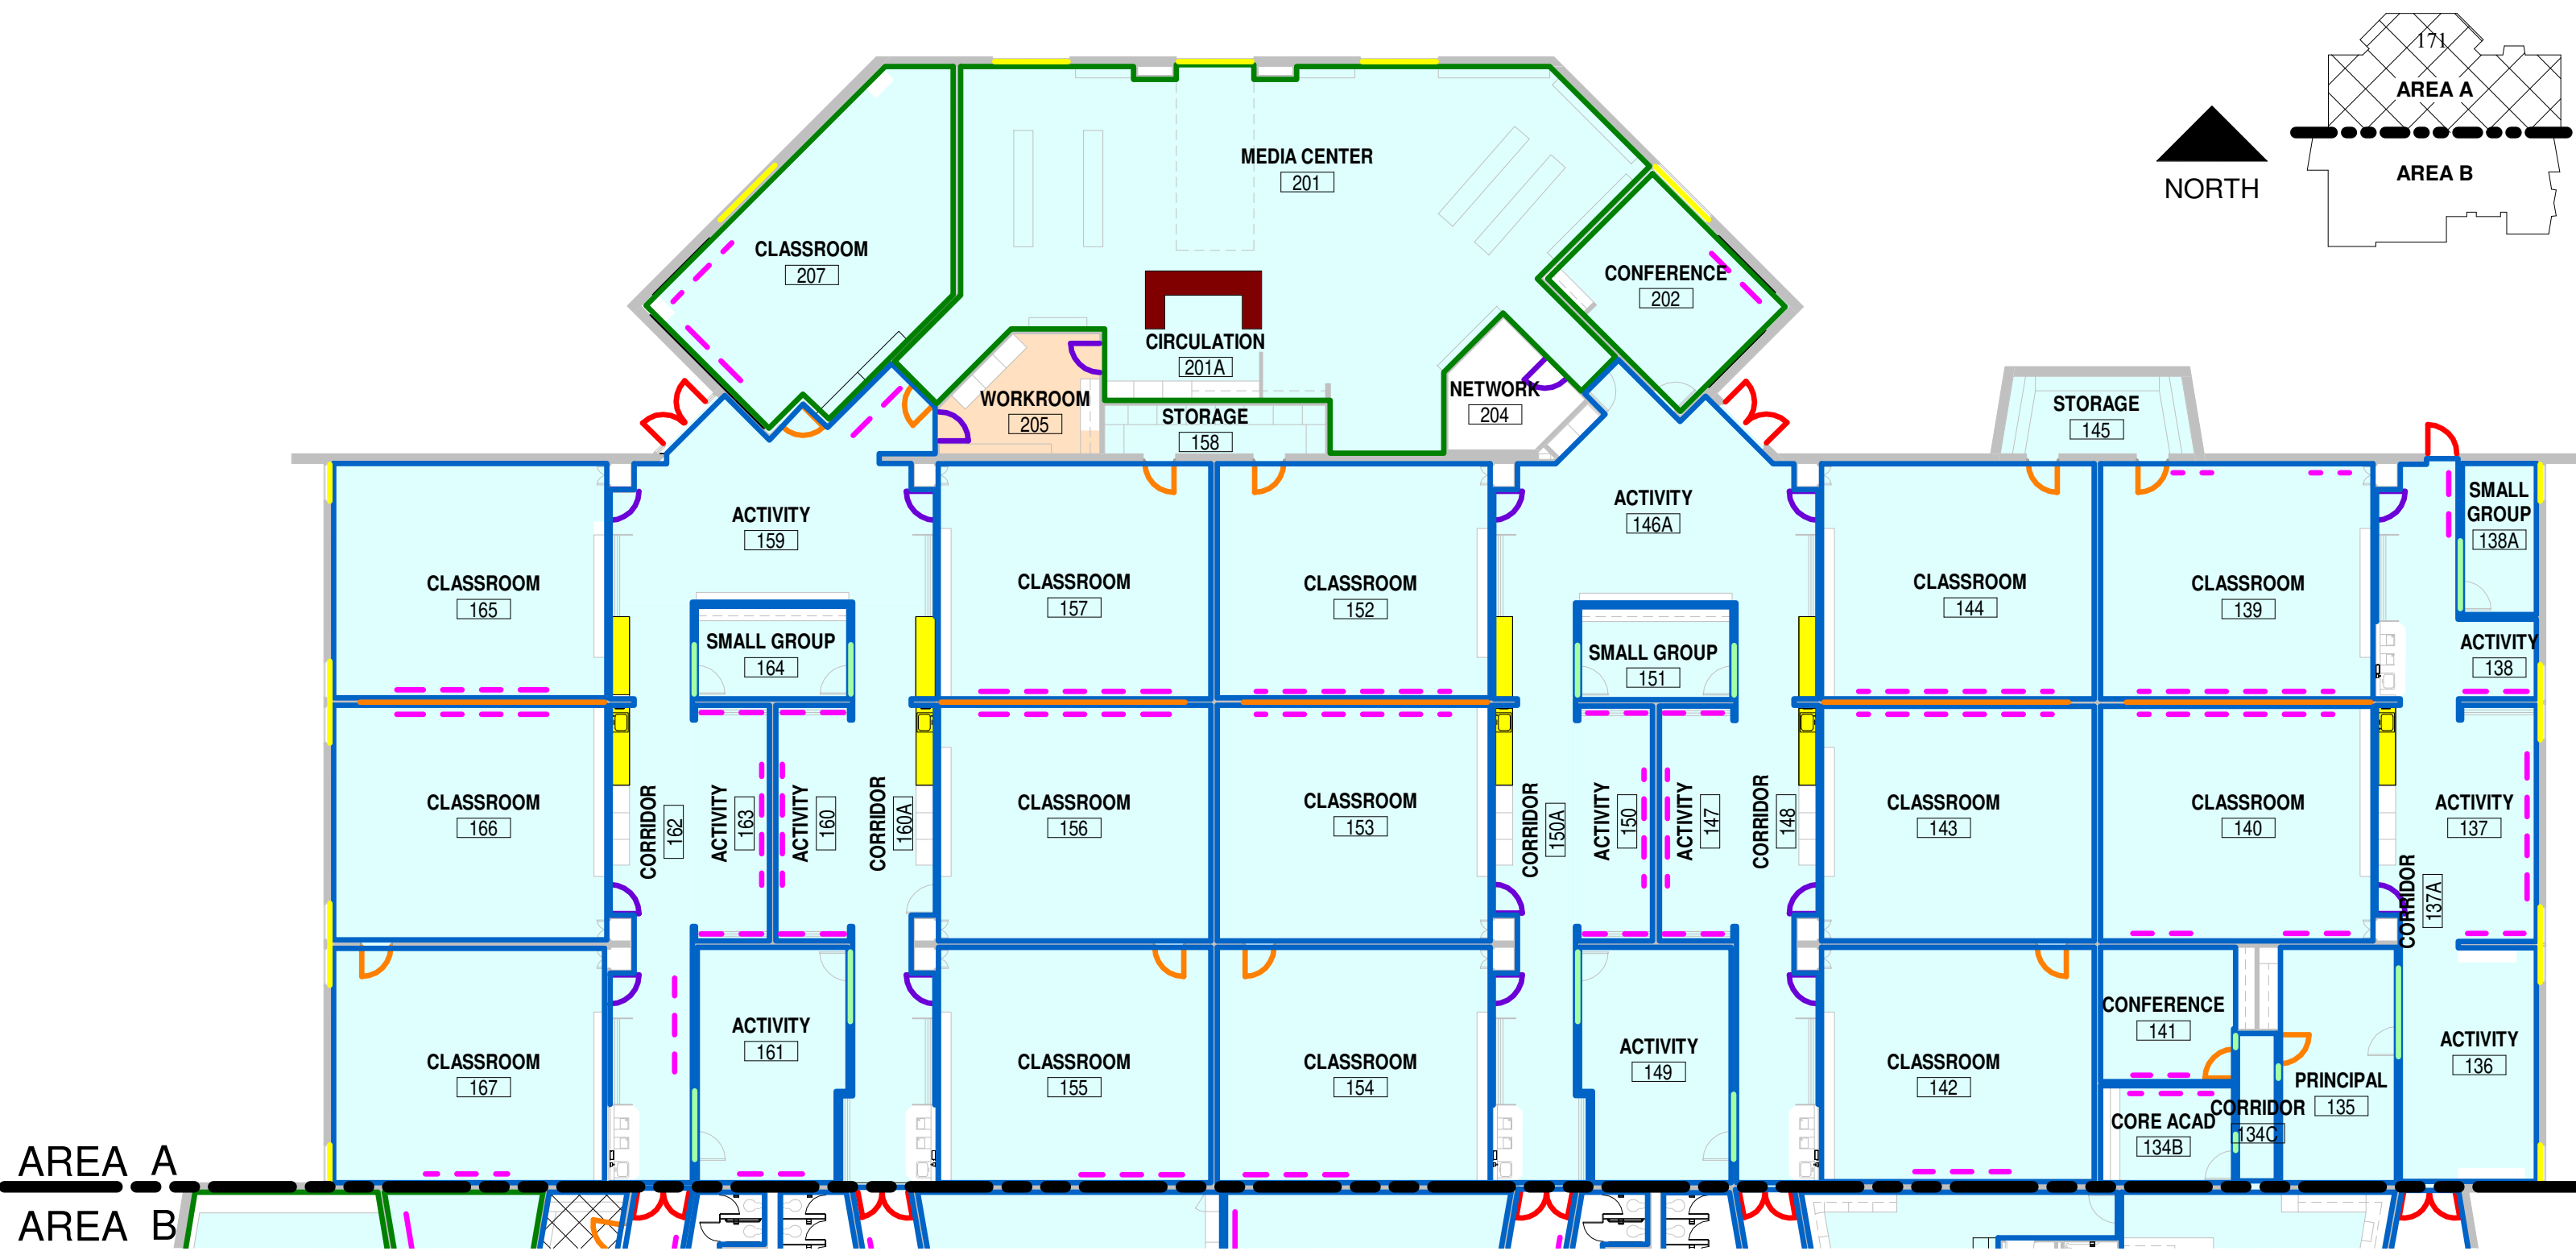 171
AREA A
AREA B
NORTH
MEDIA CENTER
201
CLASSROOM
207
CONFERENCE
202
CIRCULATION
201A
WORKROOM
205
STORAGE
158
NETWORK
204
STORAGE
145
ACTIVITY
159
ACTIVITY
146A
SMALL
GROUP
138A
CLASSROOM
165
CLASSROOM
157
CLASSROOM
152
CLASSROOM
144
CLASSROOM
139
SMALL GROUP
164
SMALL GROUP
151
ACTIVITY
138
CLASSROOM
166
CORRIDOR
162
ACTIVITY
163
ACTIVITY
160
CORRIDOR
160A
CLASSROOM
156
CLASSROOM
153
CORRIDOR
150A
ACTIVITY
150
ACTIVITY
147
CORRIDOR
148
CLASSROOM
143
CLASSROOM
140
CORRIDOR
137A
ACTIVITY
137
CLASSROOM
167
ACTIVITY
161
CLASSROOM
155
CLASSROOM
154
ACTIVITY
149
CLASSROOM
142
CONFERENCE
141
CORE ACAD
134B
CORRIDOR
134C
PRINCIPAL
135
ACTIVITY
136
AREA A
AREA B